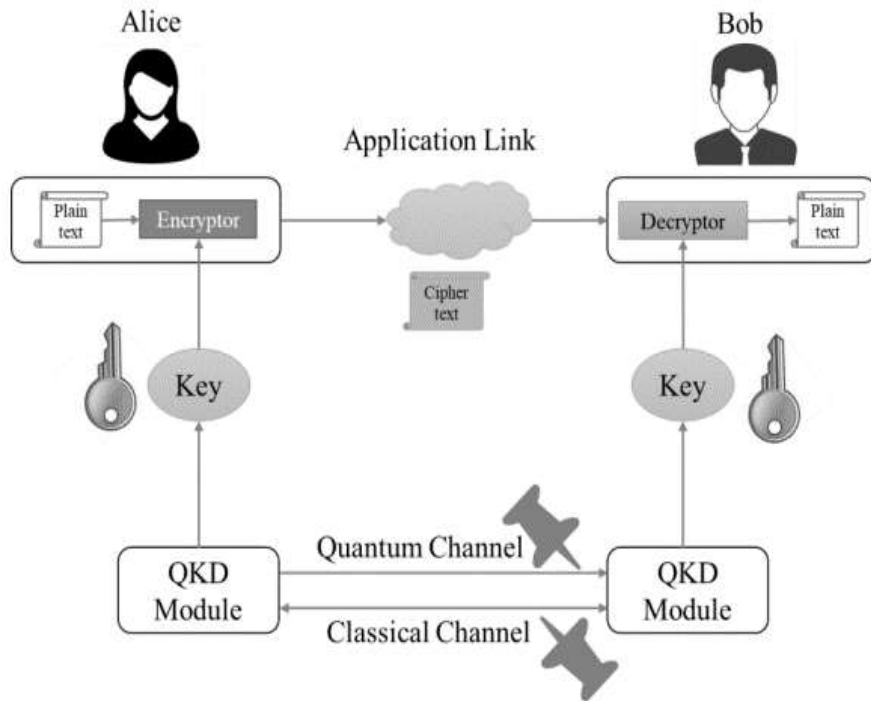 Alice
Bob
Application Link
Plain
text
Encryptor
Decryptor
Plain
text
Cipher
text
Key
Key
Quantum Channel
QKD
Module
QKD
Module
Classical Channel